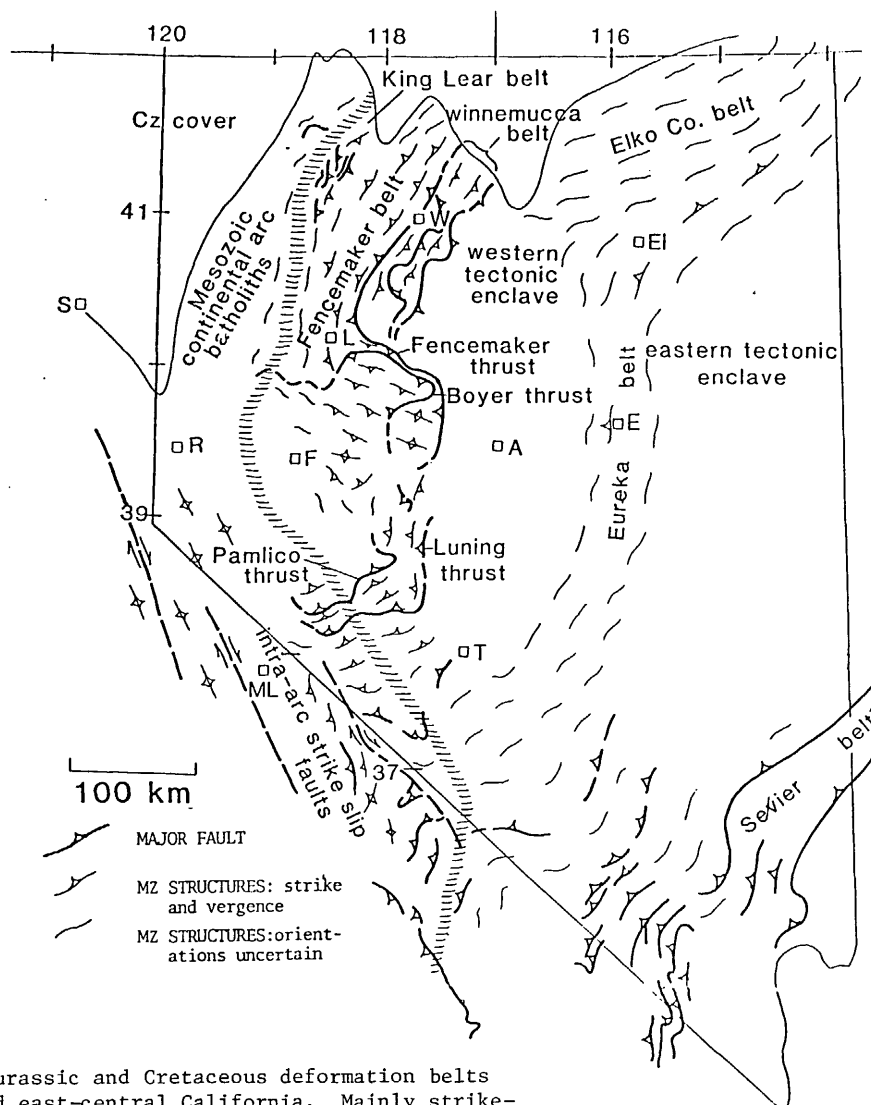 120
118
116
King Lear belt
Cz cover
winnemucca
belt
Elko Co. belt
41
W
El
Mesozoic
continental arc
batholiths
Fencemaker belt
western
tectonic
enclave
S
L
Fencemaker
thrust
eastern tectonic
enclave
Boyer thrust
Eureka belt
E
R
F
A
39
Pamlico
thrust
Luning
thrust
T
ML
Intra-arc strike slip
faults
37
Sevier belt
100 km
MAJOR FAULT
MZ STRUCTURES: strike
and vergence
MZ STRUCTURES:orient-
ations uncertain
urassic and Cretaceous deformation belts
d east-central California. Mainly strike-